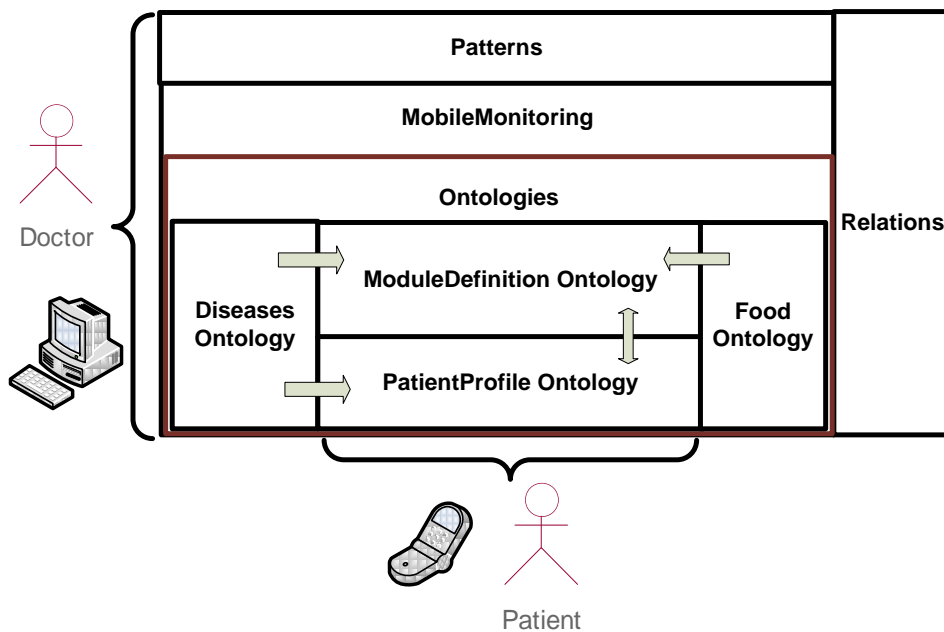 Patterns
MobileMonitoring
Ontologies
Relations
Doctor
ModuleDefinition Ontology
Diseases
Ontology
Food
Ontology
PatientProfile Ontology
Patient